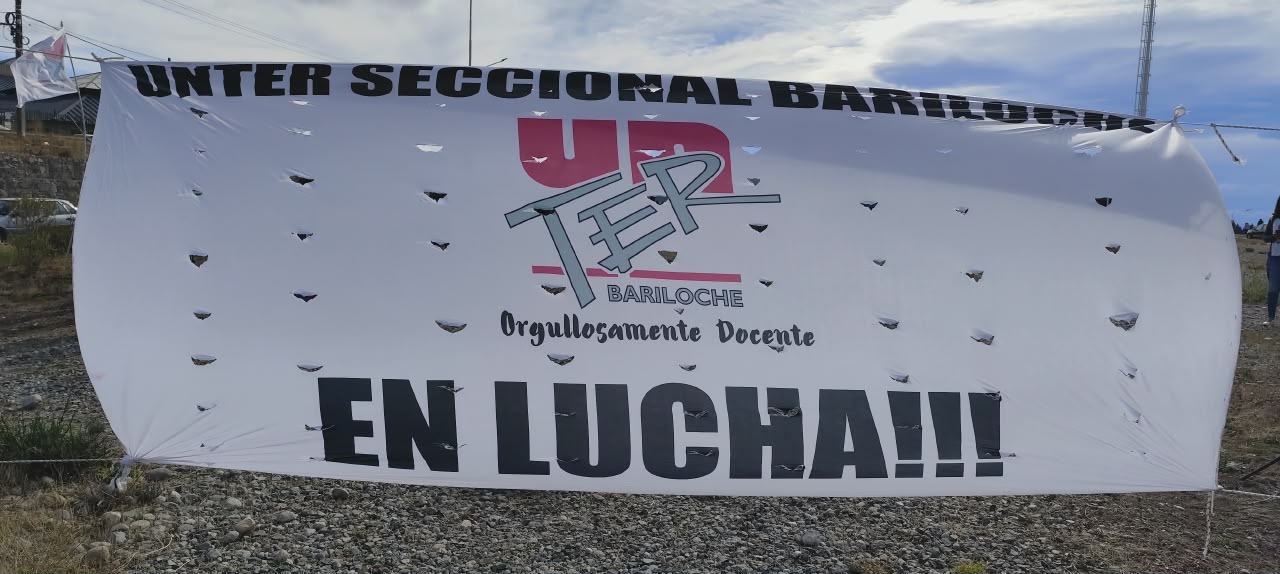 UNTER SECCIONAL BARILOCHE
un
TER
BARILOCHE
Orgullosamente Docente
EN LUCHA!!!